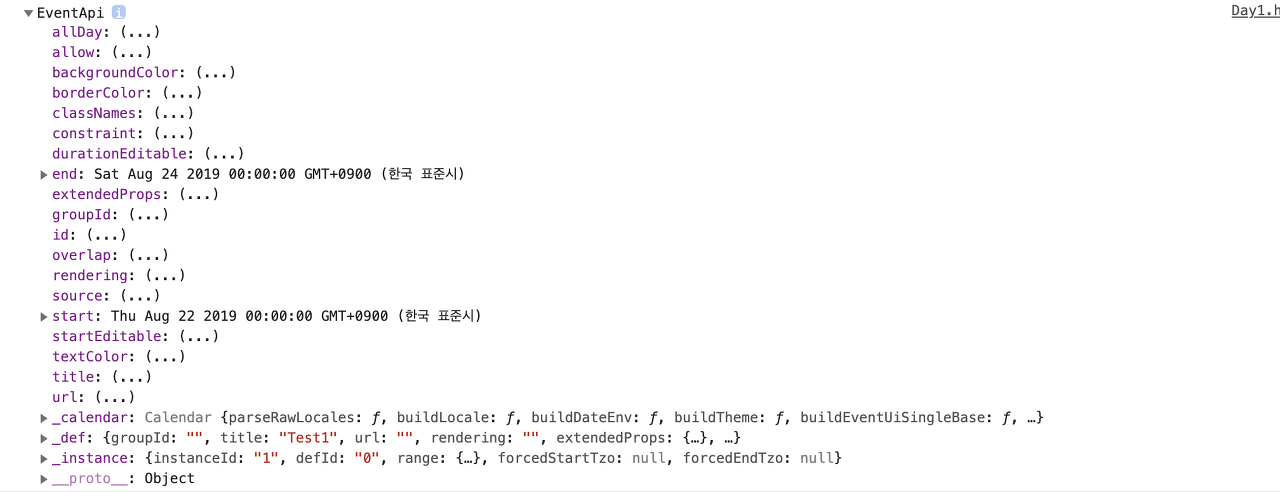 EventApi i
Day1.h
allDay: (...)
allow: (...)
backgroundColor: (...)
borderColor: (...)
classNames: (...)
constraint: (...)
durationEditable: (...)
end: Sat Aug 24 2019 00:00:00 GMT+0900 (한국 표준시)
extendedProps: (...)
groupId: (...)
id: (...)
overlap: (...)
rendering: (...)
source: (...)
start: Thu Aug 22 2019 00:00:00 GMT+0900 (한국 표준시)
startEditable: (...)
textColor: (...)
title: (...)
url: (...)
_calendar: Calendar {parseRawLocales: ƒ, buildLocale: ƒ, buildDateEnv: ƒ, buildTheme: ƒ, buildEventUiSingleBase: ƒ, …}
_def: {groupId: "", title: "Test1", url: "", rendering: "", extendedProps: {…}, …}
_instance: {instanceId: "1", defId: "0", range: {…}, forcedStartTzo: null, forcedEndTzo: null}
__proto__: Object